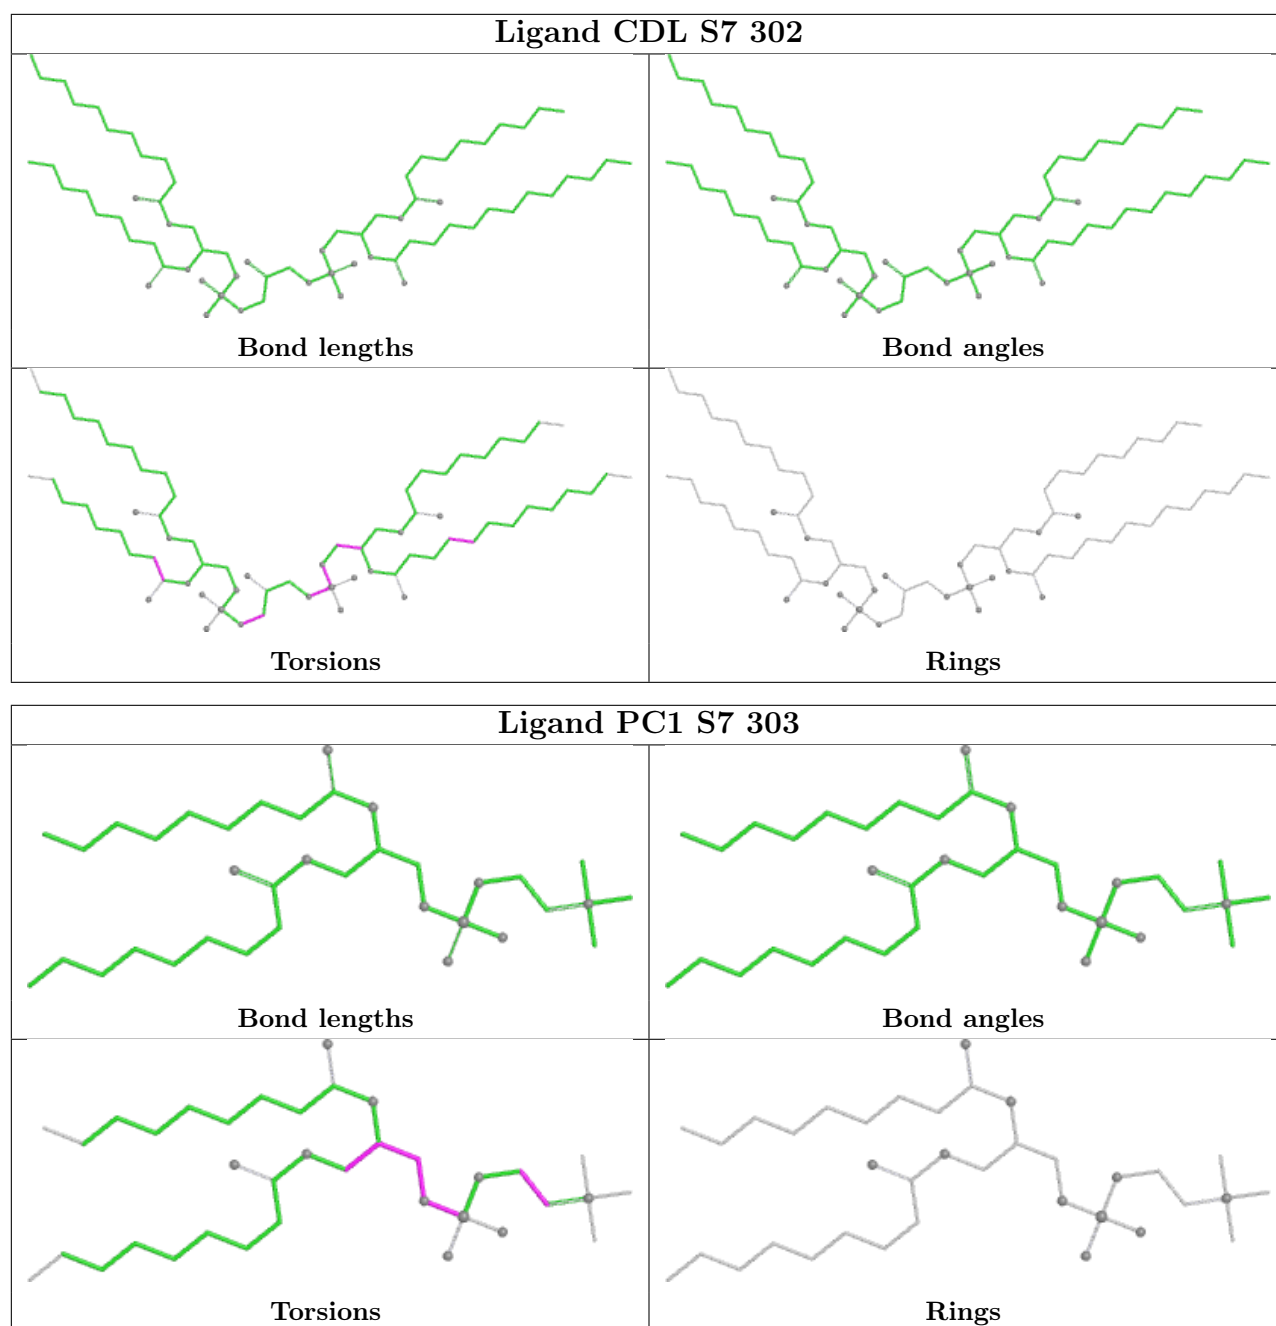 Ligand CDL S7 302
Bond lengths
Bond angles
Torsions
Rings
Ligand PC1 S7 303
Bond lengths
Bond angles
Torsions
Rings